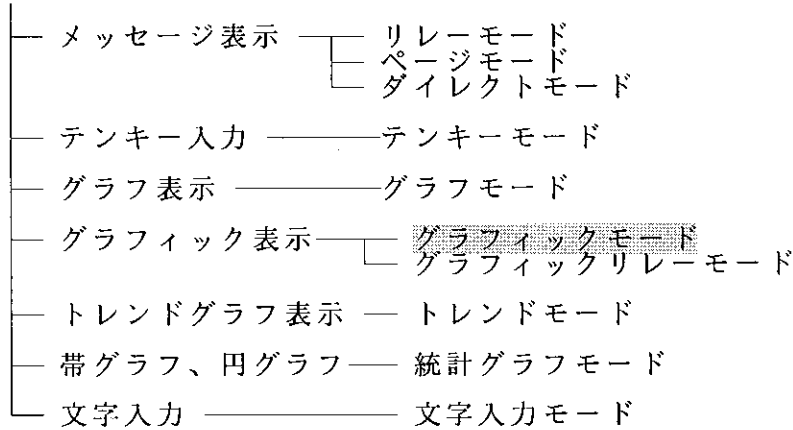 メッセージ表示 リレーモード
ページモード
ダイレクトモード
テンキー入力 テンキーモード
グラフ表示 グラフモード
グラフィック表示 グラフィックモード
グラフィックリレーモード
トレンドグラフ表示 トレンドモード
帯グラフ、円グラフ 統計グラフモード
文字入力 文字入力モード